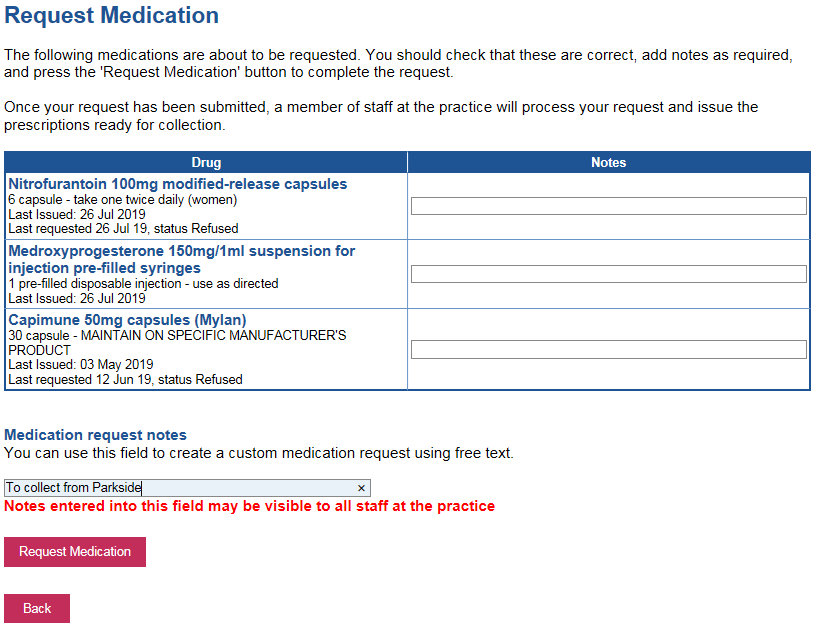 Request Medication
The following medications are about to be requested. You should check that these are correct, add notes as required,
and press the 'Request Medication' button to complete the request.
Once your request has been submitted, a member of staff at the practice will process your request and issue the
prescriptions ready for collection.
Drug Notes
Nitrofurantoin 100mg modified-release capsules
6 capsule - take one twice daily (women)
Last Issued: 26 Jul 2019
Last requested 26 Jul 19, status Refused
Medroxyprogesterone 150mg/1ml suspension for
injection pre-filled syringes
1 pre-filled disposable injection - use as directed
Last Issued: 26 Jul 2019
Capimune 50mg capsules (Mylan)
30 capsule - MAINTAIN ON SPECIFIC MANUFACTURER'S
PRODUCT
Last Issued: 03 May 2019
Last requested 12 Jun 19, status Refused
Medication request notes
You can use this field to create a custom medication request using free text.
To collect from Parkside ×
Notes entered into this field may be visible to all staff at the practice
Request Medication
Back